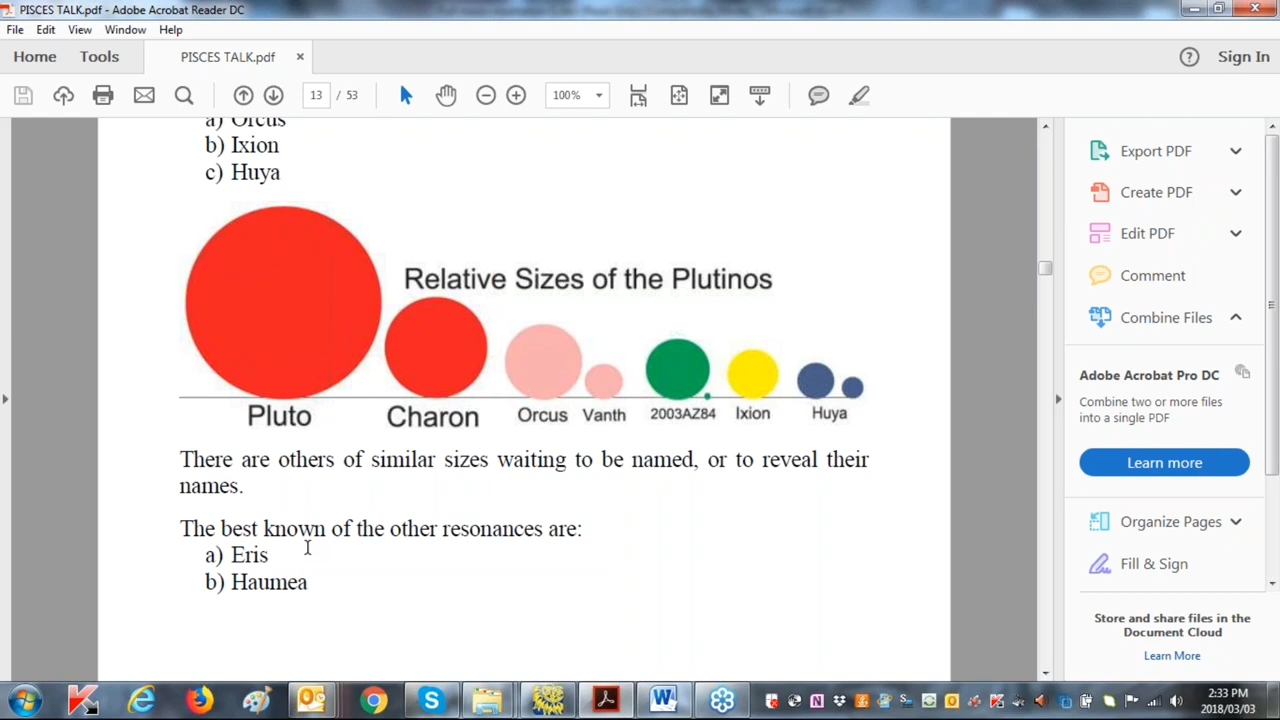 PISCES TALK.pdf - Adobe Acrobat Reader DC
File Edit View Window Help
Home Tools PISCES TALK.pdf × ? Sign In
13 / 53 100%
a) Orcus
b) Ixion
c) Huya
Relative Sizes of the Plutinos
Pluto Charon Orcus Vanth 2003AZ84 Ixion Huya
There are others of similar sizes waiting to be named, or to reveal their
names.
The best known of the other resonances are:
a) Eris
b) Haumea
Export PDF
Create PDF
Edit PDF
Comment
Combine Files
Adobe Acrobat Pro DC
Combine two or more files
into a single PDF
Learn more
Organize Pages
Fill & Sign
Store and share files in the
Document Cloud
Learn More
2:33 PM
2018/03/03